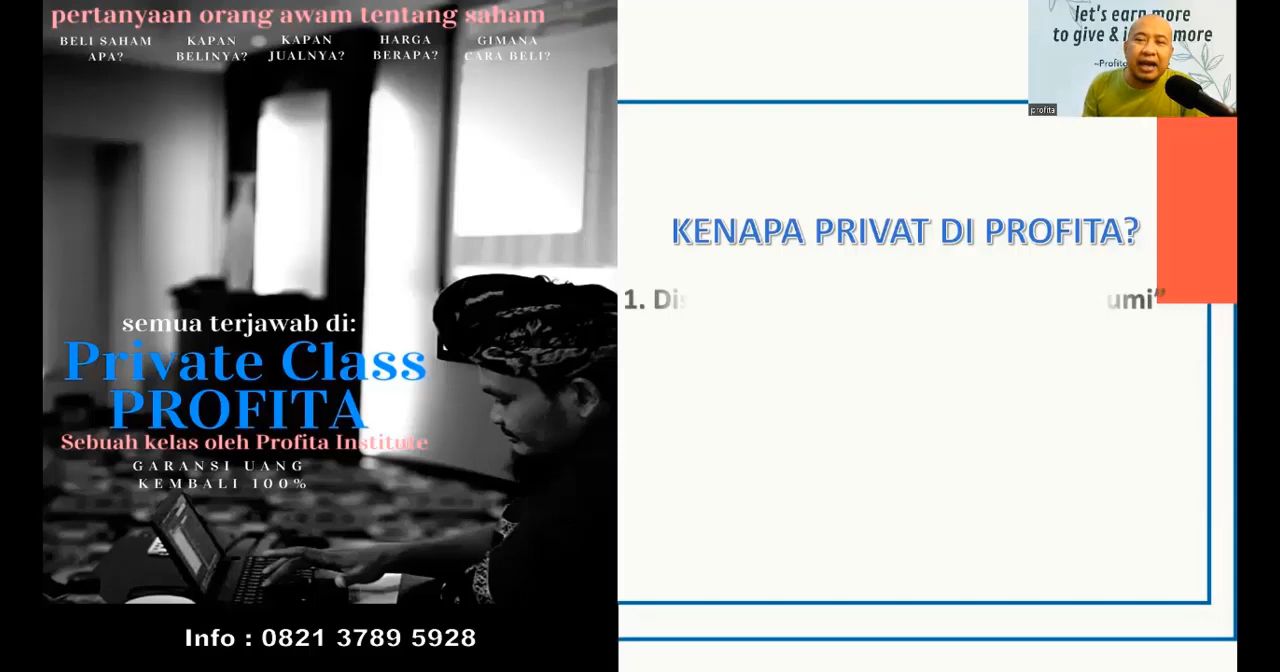 pertanyaan orang awam tentang saham
BELI SAHAM APA?
KAPAN BELINYA?
KAPAN JUALNYA?
HARGA BERAPA?
GIMANA CARA BELI?
semua terjawab di:
Private Class
PROFITA
Sebuah kelas oleh Profita Institute
GARANSI UANG
KEMBALI 100%
Info : 0821 3789 5928
let's earn more
to give & more
profita
KENAPA PRIVAT DI PROFITA?
1.